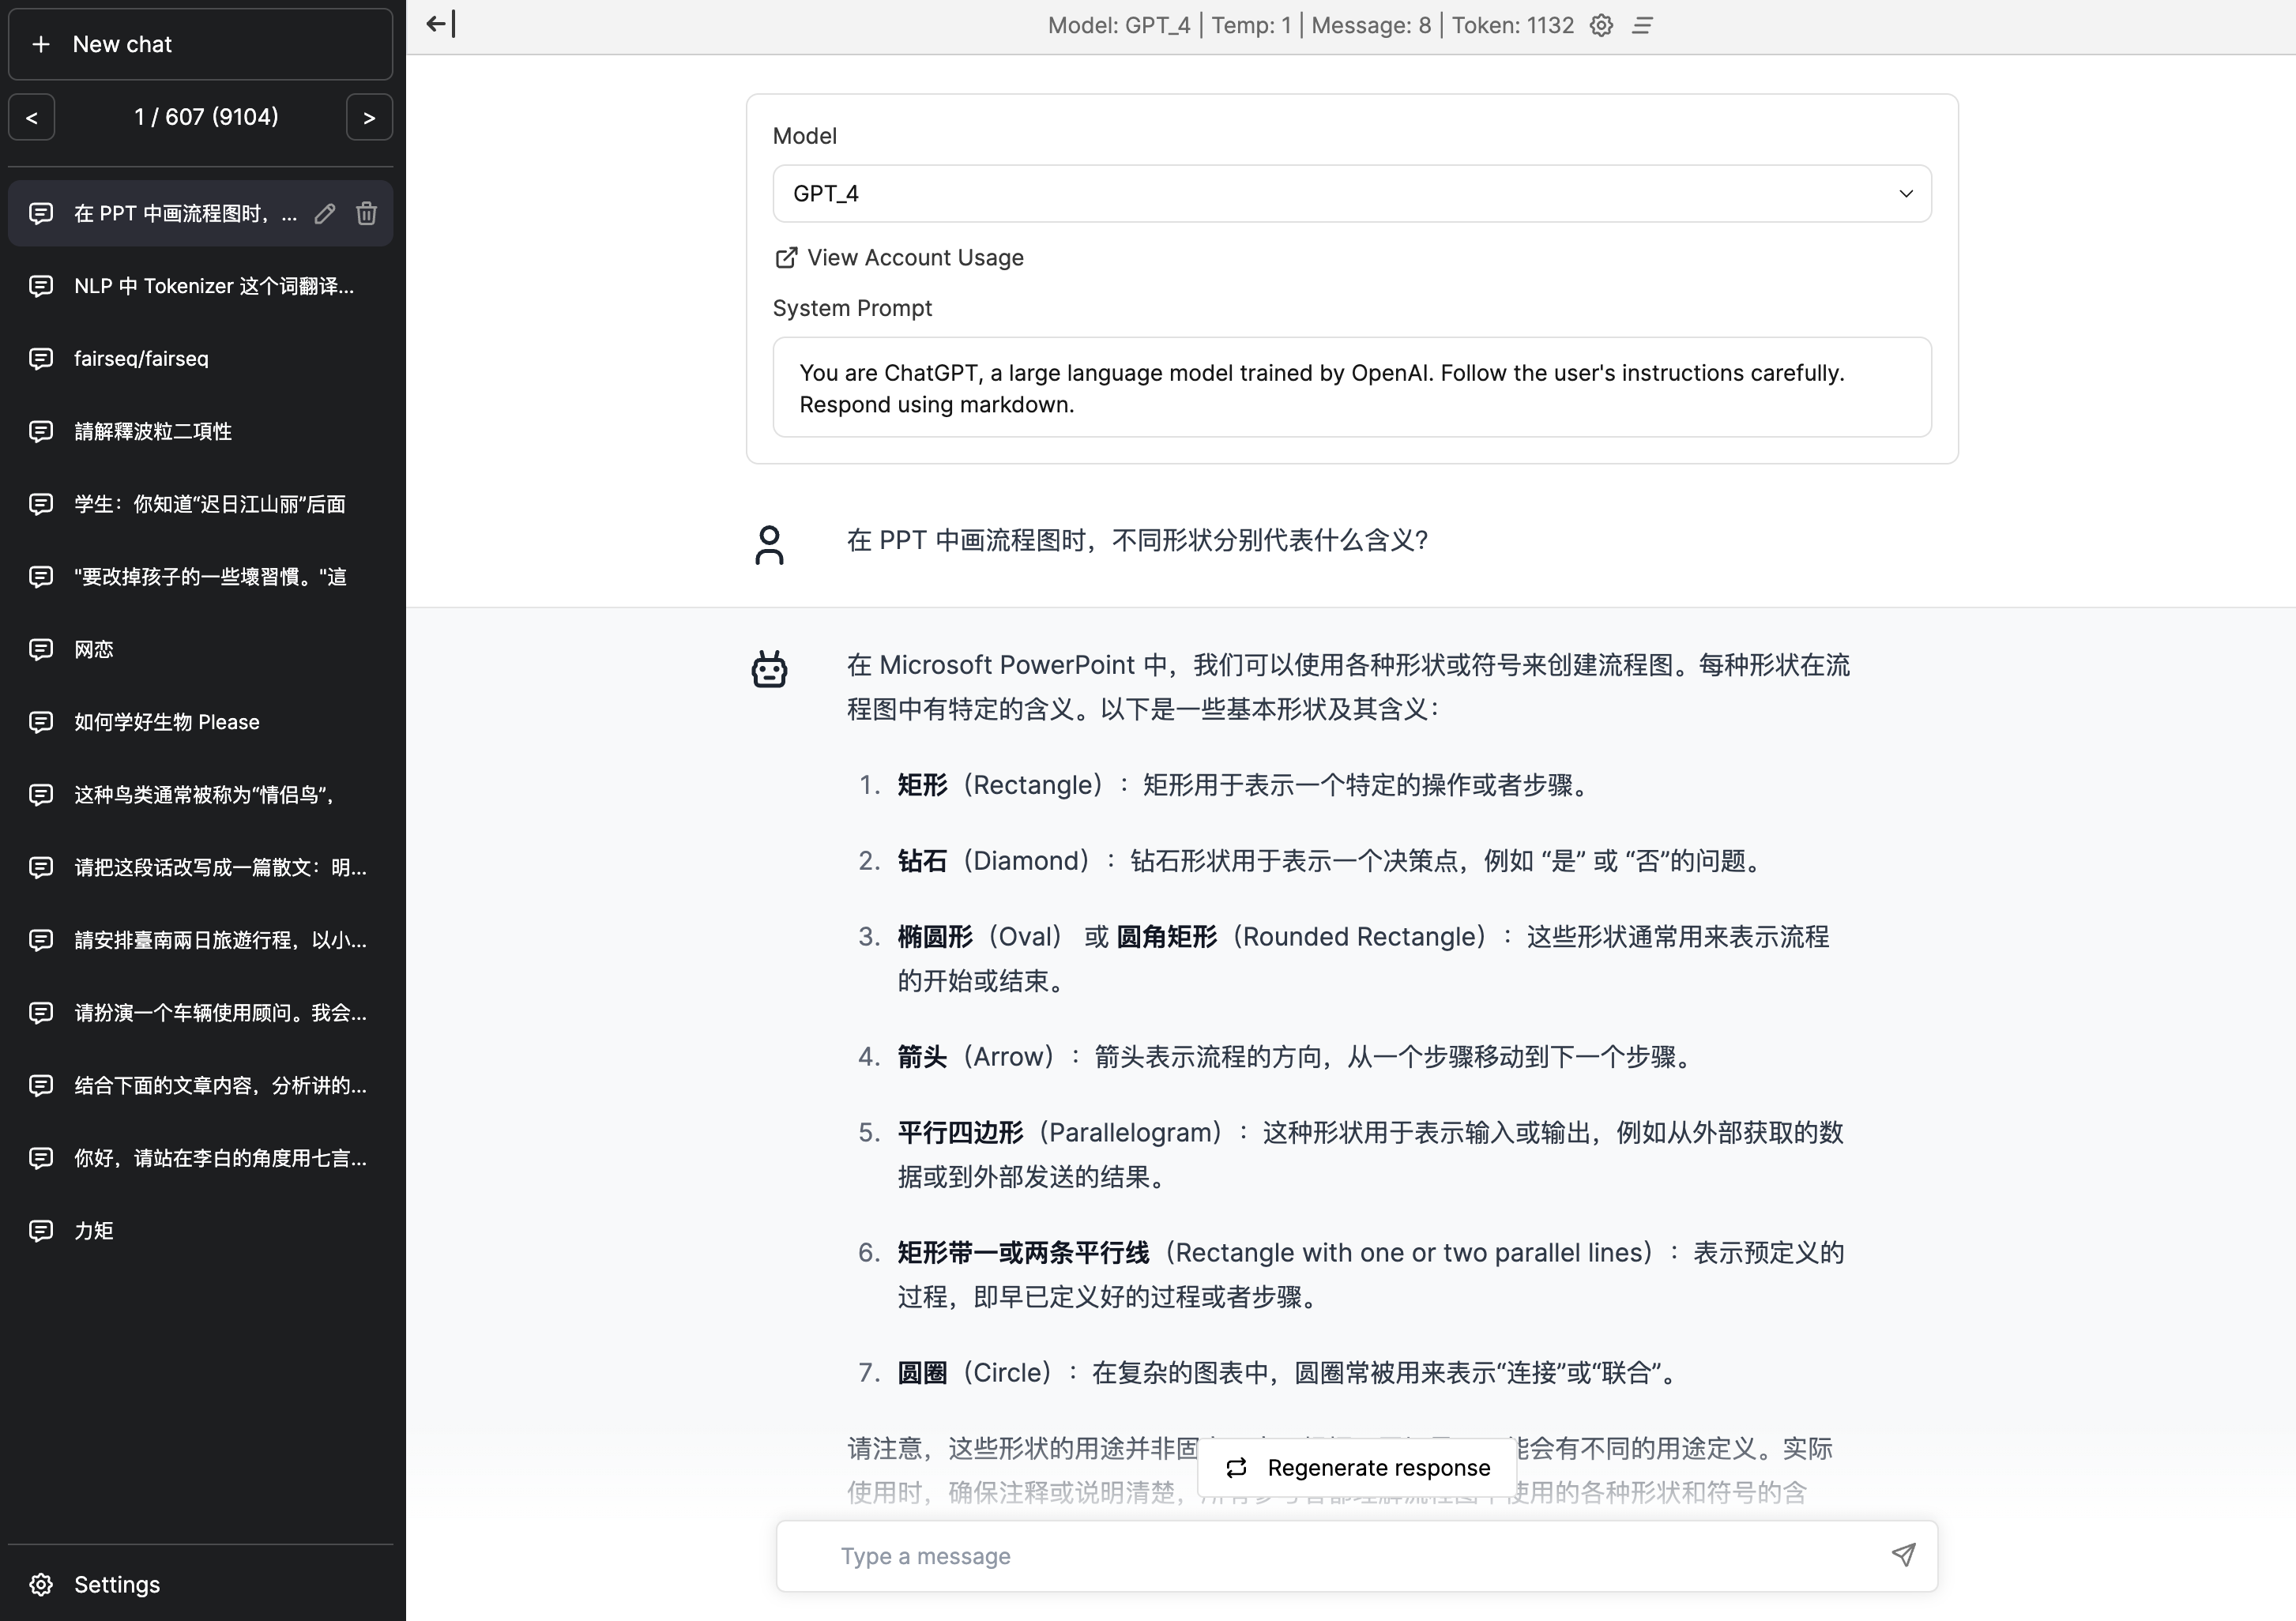 New chat
< 1 / 607 (9104) >
在 PPT 中画流程图时，...
NLP 中 Tokenizer 这个词翻译...
fairseq/fairseq
請解釋波粒二項性
学生：你知道“迟日江山丽”后面
"要改掉孩子的一些壞習慣。"這
网恋
如何学好生物 Please
这种鸟类通常被称为“情侣鸟”，
请把这段话改写成一篇散文：明...
請安排臺南兩日旅遊行程，以小...
请扮演一个车辆使用顾问。我会...
结合下面的文章内容，分析讲的...
你好，请站在李白的角度用七言...
力矩
Settings
Model: GPT_4 | Temp: 1 | Message: 8 | Token: 1132
Model
GPT_4
View Account Usage
System Prompt
You are ChatGPT, a large language model trained by OpenAI. Follow the user's instructions carefully.
Respond using markdown.
在 PPT 中画流程图时，不同形状分别代表什么含义？
在 Microsoft PowerPoint 中，我们可以使用各种形状或符号来创建流程图。每种形状在流
程图中有特定的含义。以下是一些基本形状及其含义：
1. 矩形（Rectangle）：矩形用于表示一个特定的操作或者步骤。
2. 钻石（Diamond）：钻石形状用于表示一个决策点，例如 “是” 或 “否”的问题。
3. 椭圆形（Oval） 或 圆角矩形（Rounded Rectangle）：这些形状通常用来表示流程
的开始或结束。
4. 箭头（Arrow）：箭头表示流程的方向，从一个步骤移动到下一个步骤。
5. 平行四边形（Parallelogram）：这种形状用于表示输入或输出，例如从外部获取的数
据或到外部发送的结果。
6. 矩形带一或两条平行线（Rectangle with one or two parallel lines）：表示预定义的
过程，即早已定义好的过程或者步骤。
7. 圆圈（Circle）：在复杂的图表中，圆圈常被用来表示“连接”或“联合”。
请注意，这些形状的用途并非固 能会有不同的用途定义。实际
使用时，确保注释或说明清楚， 使用的各种形状和符号的含
Regenerate response
Type a message